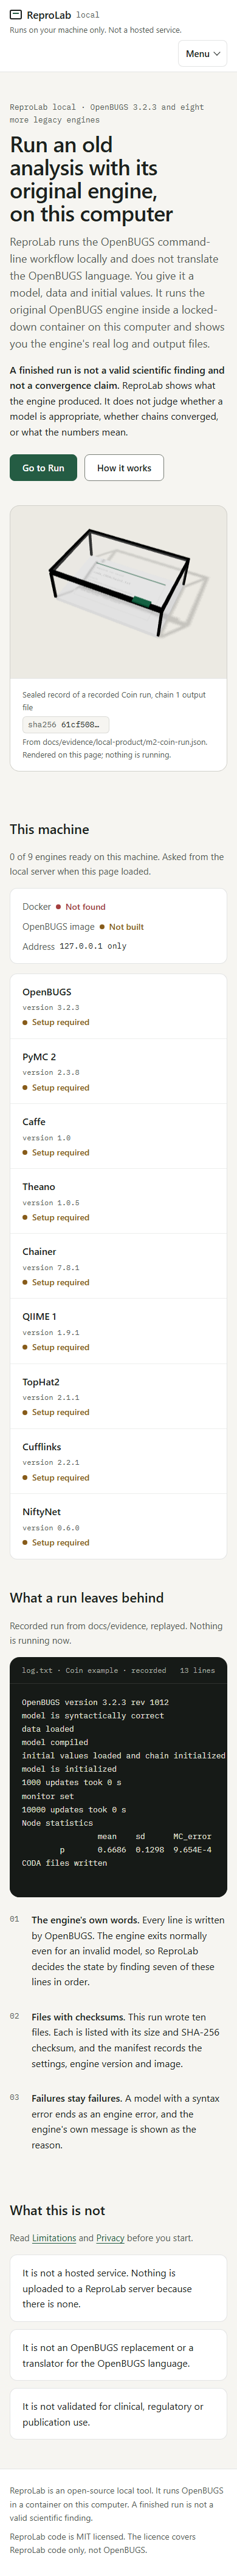 ReproLab local
Runs on your machine only. Not a hosted service.
Menu
ReproLab local · OpenBUGS 3.2.3 and eight
more legacy engines
Run an old
analysis with its
original engine,
on this computer
ReproLab runs the OpenBUGS command-
line workflow locally and does not translate
the OpenBUGS language. You give it a
model, data and initial values. It runs the
original OpenBUGS engine inside a locked-
down container on this computer and shows
you the engine's real log and output files.
A finished run is not a valid scientific finding and
not a convergence claim. ReproLab shows what
the engine produced. It does not judge whether a
model is appropriate, whether chains converged,
or what the numbers mean.
Go to Run
How it works
Sealed record of a recorded Coin run, chain 1 output
file
sha256 61cf508…
From docs/evidence/local-product/m2-coin-run.json.
Rendered on this page; nothing is running.
This machine
0 of 9 engines ready on this machine. Asked from the
local server when this page loaded.
Docker Not found
OpenBUGS image Not built
Address 127.0.0.1 only
OpenBUGS
version 3.2.3
Setup required
PyMC 2
version 2.3.8
Setup required
Caffe
version 1.0
Setup required
Theano
version 1.0.5
Setup required
Chainer
version 7.8.1
Setup required
QIIME 1
version 1.9.1
Setup required
TopHat2
version 2.1.1
Setup required
Cufflinks
version 2.2.1
Setup required
NiftyNet
version 0.6.0
Setup required
What a run leaves behind
Recorded run from docs/evidence, replayed. Nothing
is running now.
log.txt · Coin example · recorded 13 lines
OpenBUGS version 3.2.3 rev 1012
model is syntactically correct
data loaded
model compiled
initial values loaded and chain initialized
model is initialized
1000 updates took 0 s
monitor set
10000 updates took 0 s
Node statistics
mean sd MC_error
p 0.6686 0.1298 9.654E-4
CODA files written
01 The engine's own words. Every line is written
by OpenBUGS. The engine exits normally
even for an invalid model, so ReproLab
decides the state by finding seven of these
lines in order.
02 Files with checksums. This run wrote ten
files. Each is listed with its size and SHA-256
checksum, and the manifest records the
settings, engine version and image.
03 Failures stay failures. A model with a syntax
error ends as an engine error, and the
engine's own message is shown as the
reason.
What this is not
Read Limitations and Privacy before you start.
It is not a hosted service. Nothing is
uploaded to a ReproLab server because
there is none.
It is not an OpenBUGS replacement or a
translator for the OpenBUGS language.
It is not validated for clinical, regulatory or
publication use.
ReproLab is an open-source local tool. It runs OpenBUGS
in a container on this computer. A finished run is not a
valid scientific finding.
ReproLab code is MIT licensed. The licence covers
ReproLab code only, not OpenBUGS.